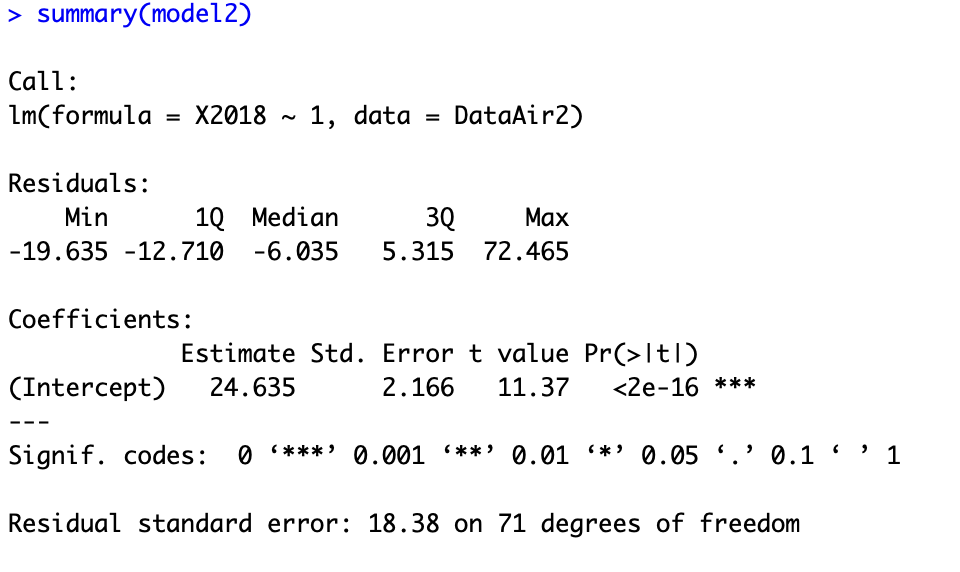 > summary(model2)
Call:
lm(formula = X2018 ~ 1, data = DataAir2)
Residuals:
    Min      1Q  Median      3Q     Max
-19.635 -12.710  -6.035   5.315  72.465
Coefficients:
            Estimate Std. Error t value Pr(>|t|)
(Intercept)   24.635      2.166   11.37   <2e-16 ***
---
Signif. codes:  0 ‘***’ 0.001 ‘**’ 0.01 ‘*’ 0.05 ‘.’ 0.1 ‘ ’ 1
Residual standard error: 18.38 on 71 degrees of freedom